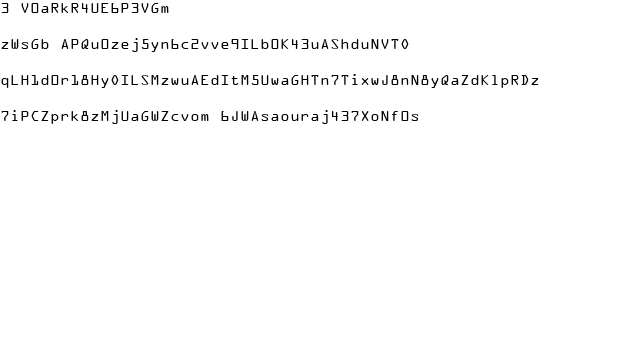 3 VOaRkR4UE6P3VGm
zWsGb APQuOzej5yn6c2vve9ILbOK43uAShduNVT0
qLH1dOr18Hy0ILSMzwuAEdItM5UwaGHTn7TixwJ8nN8yQaZdK1pRDz
7iPCZprk8zMjUaGWZcvom 6JWAsaouraj437XoNfOs